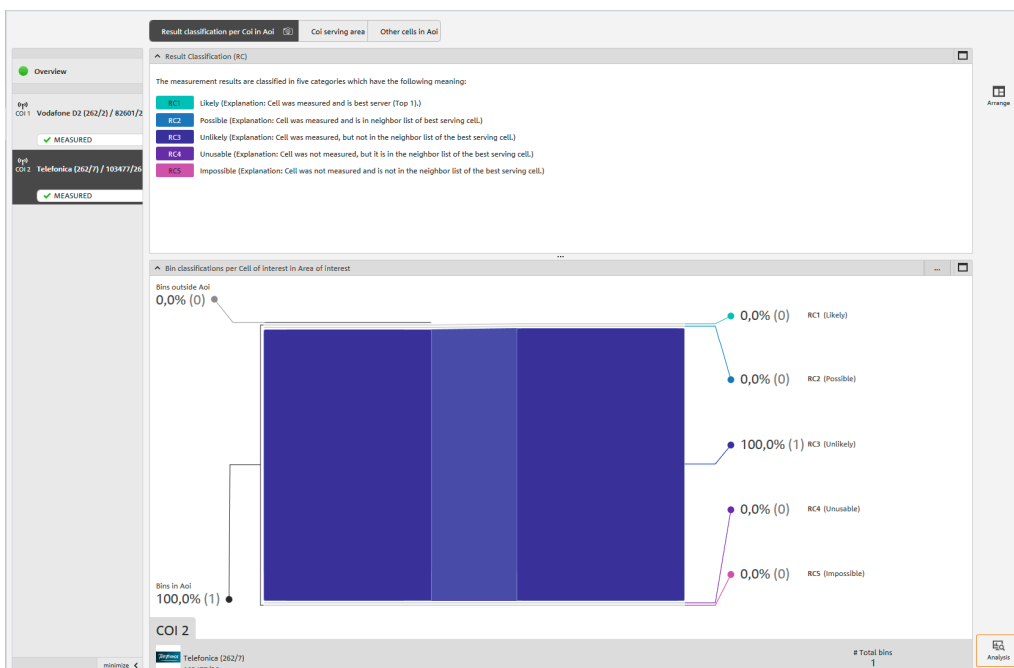 Result classification per Coi in Aoi
Coi serving area
Other cells in Aoi
Overview
COI 1 Vodafone D2 (262/2) / 82601/2
MEASURED
COI 2 Telefonica (262/7) / 103477/26
MEASURED
minimize
Result Classification (RC)
The measurement results are classified in five categories which have the following meaning:
RC1 Likely (Explanation: Cell was measured and is best server (Top 1).)
RC2 Possible (Explanation: Cell was measured and is in neighbor list of best serving cell.)
RC3 Unlikely (Explanation: Cell was measured, but not in the neighbor list of the best serving cell.)
RC4 Unusable (Explanation: Cell was not measured, but it is in the neighbor list of the best serving cell.)
RC5 Impossible (Explanation: Cell was not measured and is not in the neighbor list of the best serving cell.)
...
Bin classifications per Cell of interest in Area of interest
...
Bins outside Aoi
0,0% (0)
0,0% (0) RC1 (Likely)
0,0% (0) RC2 (Possible)
100,0% (1) RC3 (Unlikely)
0,0% (0) RC4 (Unusable)
0,0% (0) RC5 (Impossible)
Bins in Aoi
100,0% (1)
COI 2
Telefonica
Telefonica (262/7)
# Total bins
1
Arrange
Analysis